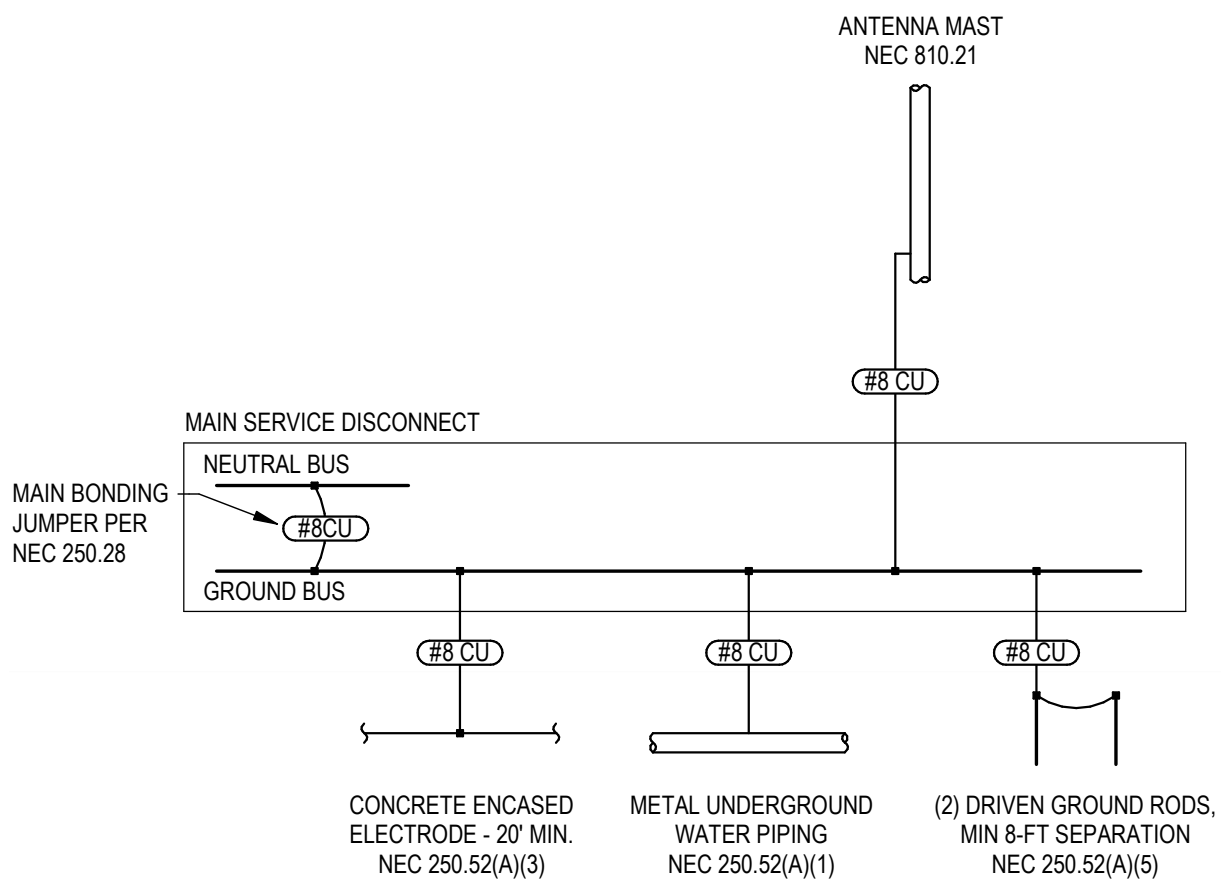 ANTENNA MAST
NEC 810.21
#8 CU
MAIN SERVICE DISCONNECT
NEUTRAL BUS
MAIN BONDING
JUMPER PER
NEC 250.28
#8CU
GROUND BUS
#8 CU
#8 CU
#8 CU
CONCRETE ENCASED
ELECTRODE - 20' MIN.
NEC 250.52(A)(3)
METAL UNDERGROUND
WATER PIPING
NEC 250.52(A)(1)
(2) DRIVEN GROUND RODS,
MIN 8-FT SEPARATION
NEC 250.52(A)(5)